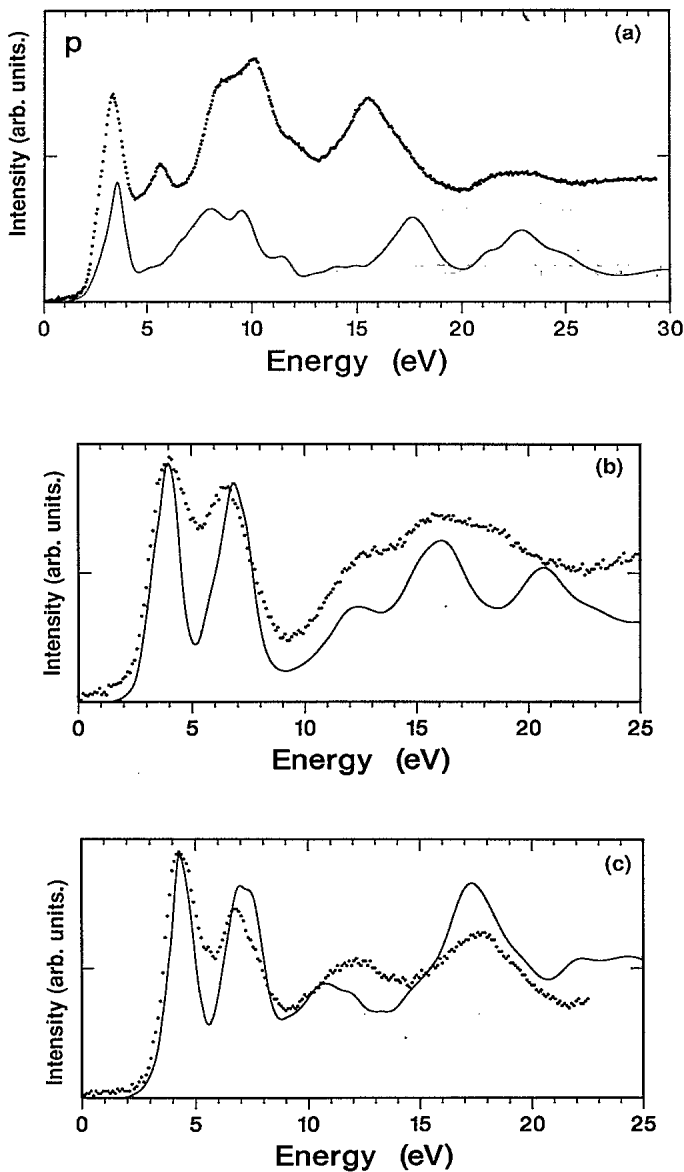 p
(a)
Intensity (arb. units.)
0 5 10 15 20 25 30
Energy (eV)
(b)
Intensity (arb. units.)
0 5 10 15 20 25
Energy (eV)
(c)
Intensity (arb. units.)
0 5 10 15 20 25
Energy (eV)